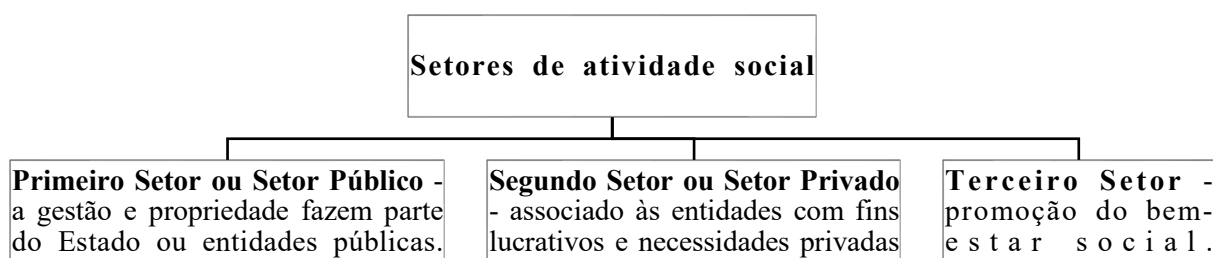 Setores de atividade social
Primeiro Setor ou Setor Público -
a gestão e propriedade fazem parte
do Estado ou entidades públicas.
Segundo Setor ou Setor Privado
- associado às entidades com fins
lucrativos e necessidades privadas
Terceiro Setor -
promoção do bem-
estar social.